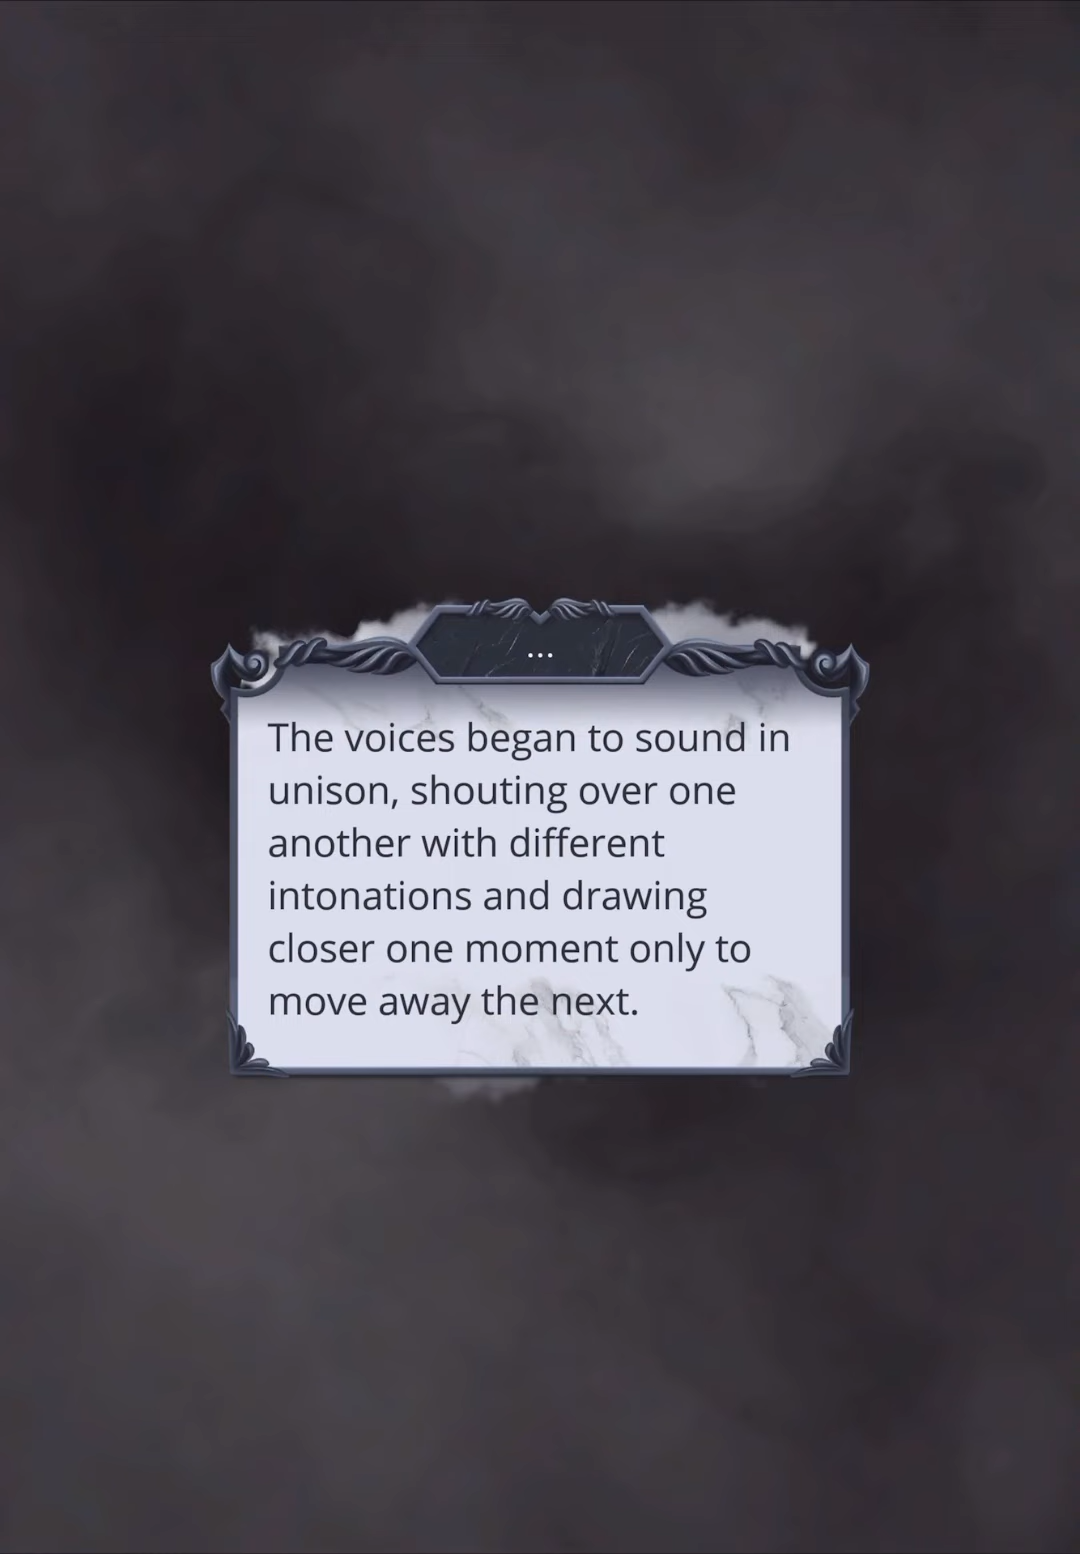 ...
The voices began to sound in
unison, shouting over one
another with different
intonations and drawing
closer one moment only to
move away the next.